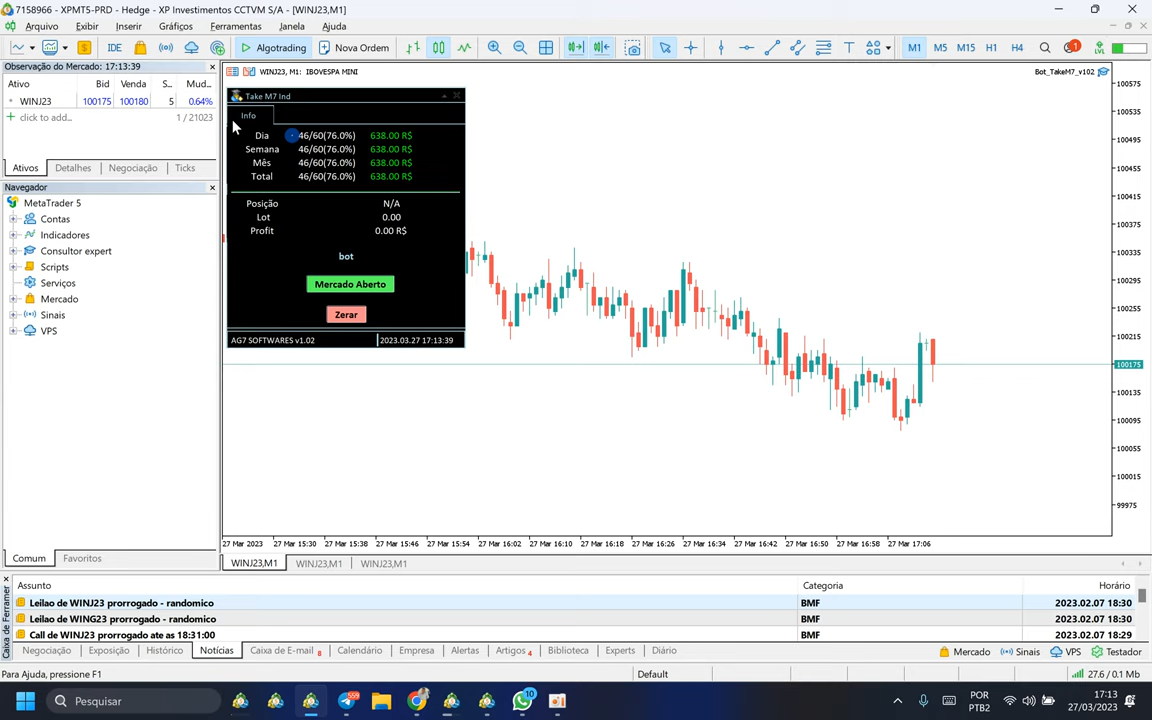 7158966 - XPMT5-PRD - Hedge - XP Investimentos CCTVM S/A - [WINJ23,M1]
Arquivo Exibir Inserir Gráficos Ferramentas Janela Ajuda
IDE Algotrading Nova Ordem M1 M5 M15 H1 H4 1 LVL
Observação do Mercado: 17:13:39
Ativo Bid Venda S... Mud...
WINJ23 100175 100180 5 0.64%
click to add... 1 / 21023
Ativos Detalhes Negociação Ticks
Navegador
MetaTrader 5
Contas
Indicadores
Consultor expert
Scripts
Serviços
Mercado
Sinais
VPS
Comum Favoritos
WINJ23, M1: IBOVESPA MINI
Bot_TakeM7_v102
Take M7 Ind
Info
Dia 46/60(76.0%) 638.00 R$
Semana 46/60(76.0%) 638.00 R$
Mês 46/60(76.0%) 638.00 R$
Total 46/60(76.0%) 638.00 R$
Posição N/A
Lot 0.00
Profit 0.00 R$
bot
Mercado Aberto
Zerar
AG7 SOFTWARES v1.02 2023.03.27 17:13:39
100575
100535
100495
100455
100415
100375
100335
100295
100255
100215
100175
100135
100095
100055
100015
99975
27 Mar 2023 27 Mar 15:30 27 Mar 15:38 27 Mar 15:46 27 Mar 15:54 27 Mar 16:02 27 Mar 16:10 27 Mar 16:18 27 Mar 16:26 27 Mar 16:34 27 Mar 16:42 27 Mar 16:50 27 Mar 16:58 27 Mar 17:06
WINJ23,M1 WINJ23,M1 WINJ23,M1
Caixa de Ferramer
Assunto Categoria Horário
Leilao de WINJ23 prorrogado - randomico BMF 2023.02.07 18:30
Leilao de WING23 prorrogado - randomico BMF 2023.02.07 18:30
Call de WINJ23 prorrogado ate as 18:31:00 BMF 2023.02.07 18:29
Negociação Exposição Histórico Notícias Caixa de E-mail 8 Calendário Empresa Alertas Artigos 4 Biblioteca Experts Diário Mercado Sinais VPS Testador
Para Ajuda, pressione F1 Default 27.6 / 0.1 Mb
Pesquisar 559 10 POR PTB2 17:13 27/03/2023